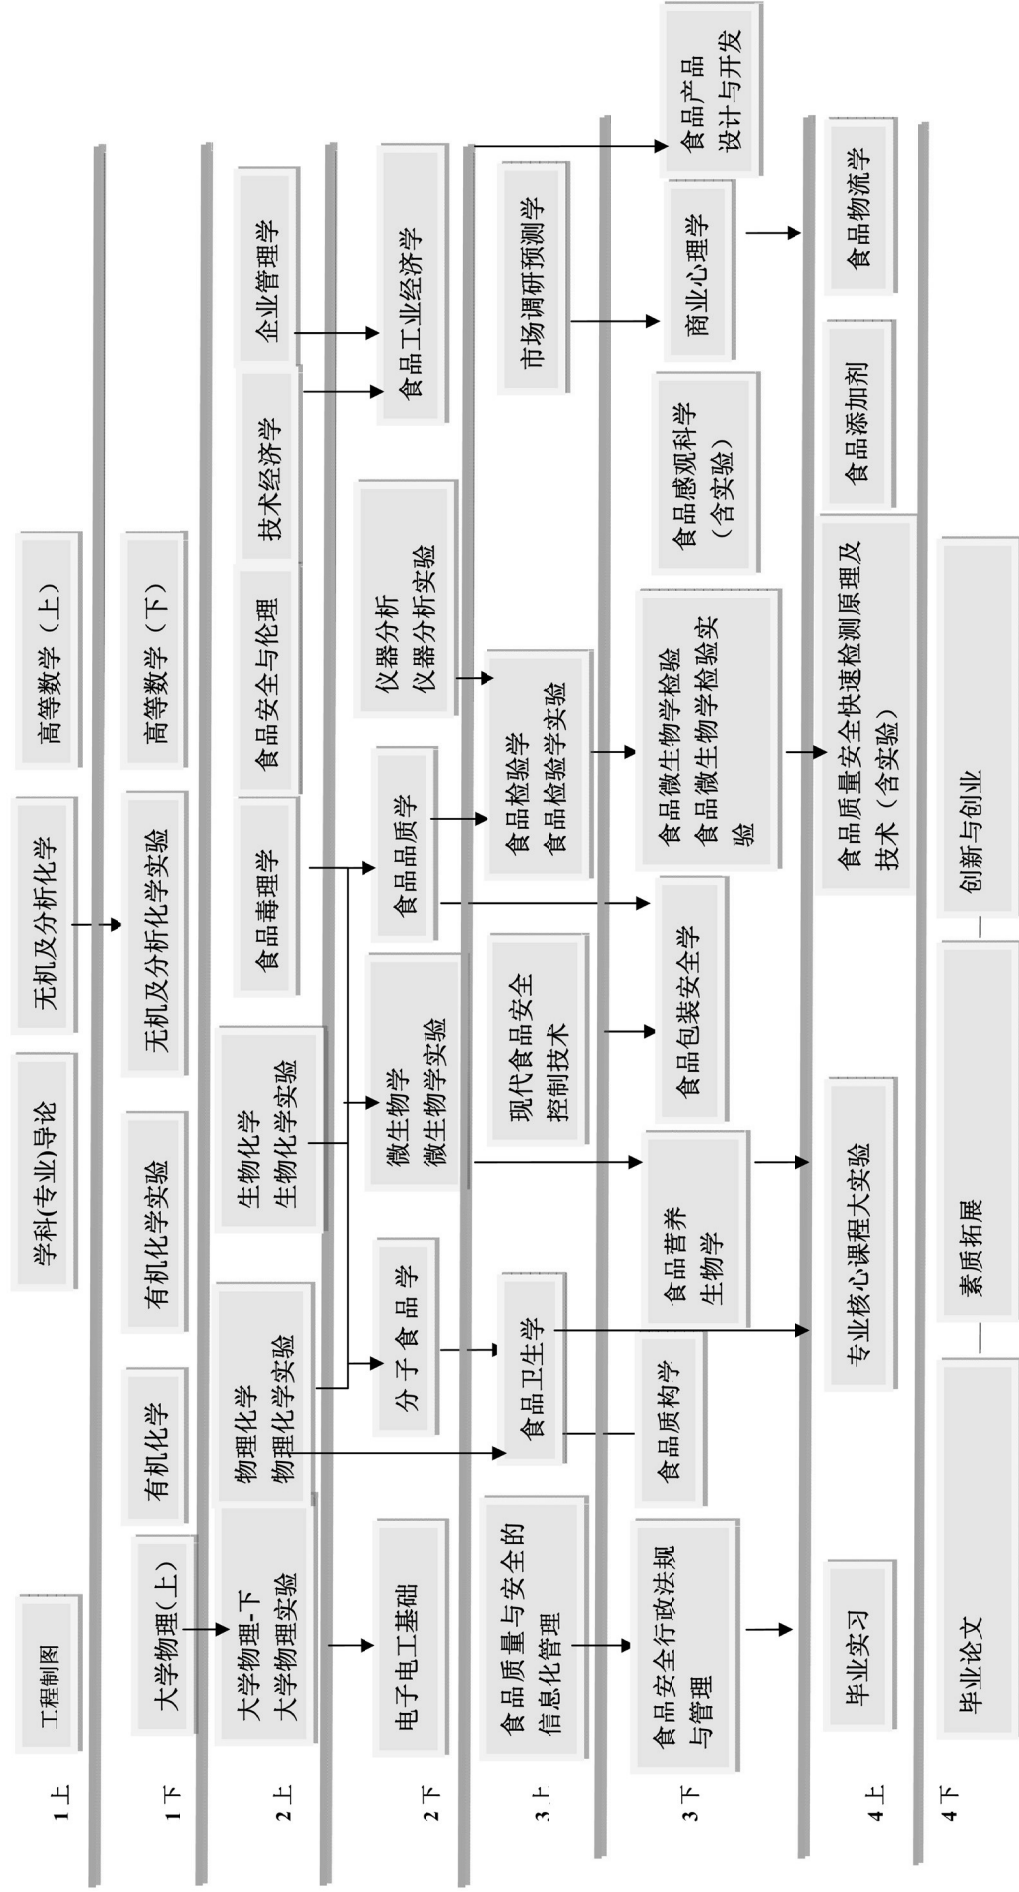 1上
工程制图
学科(专业)导论
无机及分析化学
高等数学（上）
1下
大学物理(上)
有机化学
有机化学实验
无机及分析化学实验
高等数学（下）
2上
大学物理-下
大学物理实验
物理化学
物理化学实验
生物化学
生物化学实验
食品毒理学
食品安全与伦理
技术经济学
企业管理学
2下
电子电工基础
分子食品学
微生物学
微生物学实验
食品品质学
仪器分析
仪器分析实验
食品工业经济学
3上
食品质量与安全的
信息化管理
食品卫生学
现代食品安全
控制技术
食品检验学
食品检验学实验
市场调研预测学
3下
食品安全行政法规
与管理
食品质构学
食品营养
生物学
食品包装安全学
食品微生物学检验
食品微生物学检验实
验
食品感观科学
（含实验）
商业心理学
食品产品
设计与开发
4上
毕业实习
专业核心课程大实验
食品质量安全快速检测原理及
技术（含实验）
食品添加剂
食品物流学
4下
毕业论文
素质拓展
创新与创业